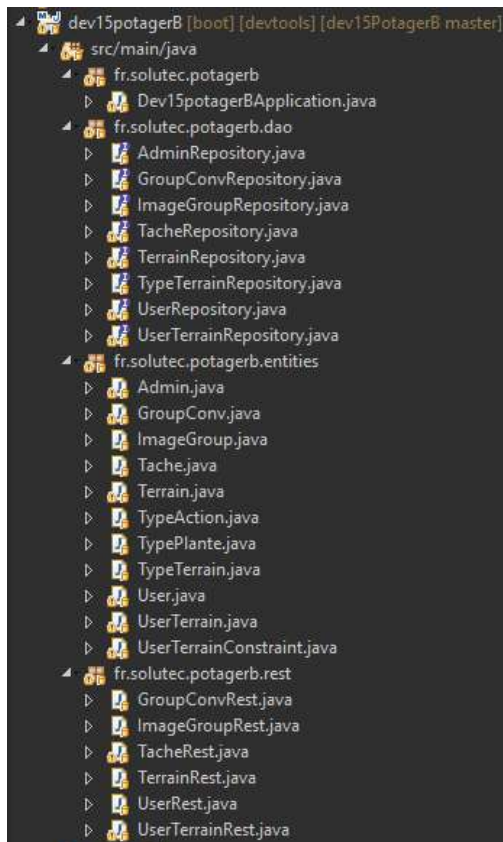 dev15potagerB [boot] [devtools] [dev15PotagerB master]
src/main/java
fr.solutec.potagerb
Dev15potagerBApplication.java
fr.solutec.potagerb.dao
AdminRepository.java
GroupConvRepository.java
ImageGroupRepository.java
TacheRepository.java
TerrainRepository.java
TypeTerrainRepository.java
UserRepository.java
UserTerrainRepository.java
fr.solutec.potagerb.entities
Admin.java
GroupConv.java
ImageGroup.java
Tache.java
Terrain.java
TypeAction.java
TypePlante.java
TypeTerrain.java
User.java
UserTerrain.java
UserTerrainConstraint.java
fr.solutec.potagerb.rest
GroupConvRest.java
ImageGroupRest.java
TacheRest.java
TerrainRest.java
UserRest.java
UserTerrainRest.java